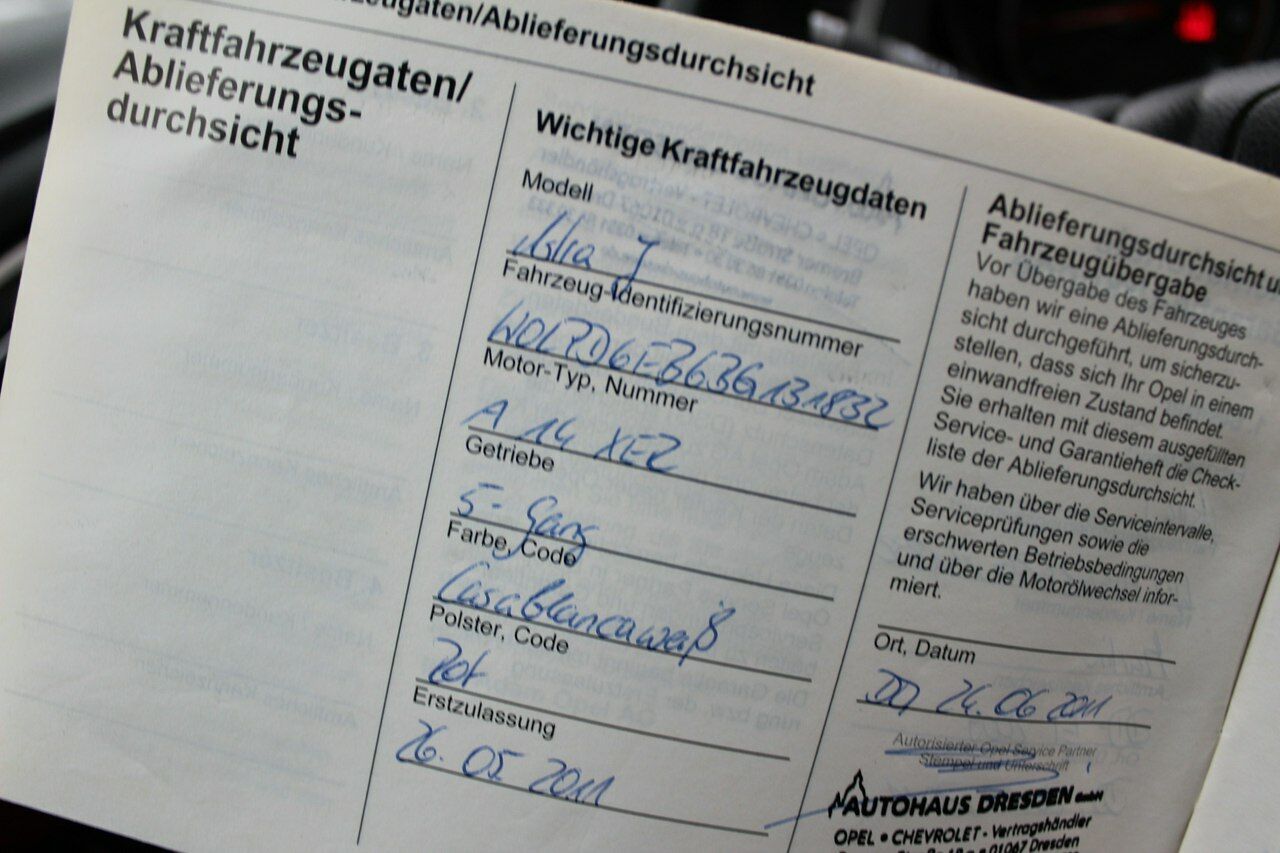 Kraftfahrzeugaten/Ablieferungsdurchsicht
Kraftfahrzeugaten/
Ablieferungs-
durchsicht
Wichtige Kraftfahrzeugdaten
Modell
Astra J
Fahrzeug-Identifizierungsnummer
W0LPD6EB6BG131832
Motor-Typ, Nummer
A 14 XER
Getriebe
5-Gang
Farbe, Code
Casablancaweiß
Polster, Code
Rot
Erstzulassung
26.05 2011
Ablieferungsdurchsicht
Fahrzeugübergabe
Vor Übergabe des Fahrzeuges
haben wir eine Ablieferungsdurch-
sicht durchgeführt, um sicherzu-
stellen, dass sich Ihr Opel in einem
einwandfreien Zustand befindet.
Sie erhalten mit diesem ausgefüllten
Service- und Garantieheft die Check-
liste der Ablieferungsdurchsicht.
Wir haben über die Serviceintervalle,
Serviceprüfungen sowie die
erschwerten Betriebsbedingungen
und über die Motorölwechsel infor-
miert.
Ort, Datum
DD 24.06 2011
Autorisierter Opel Service Partner
Stempel und Unterschrift
AUTOHAUS DRESDEN GmbH
OPEL • CHEVROLET - Vertragshändler
01067 Dresden